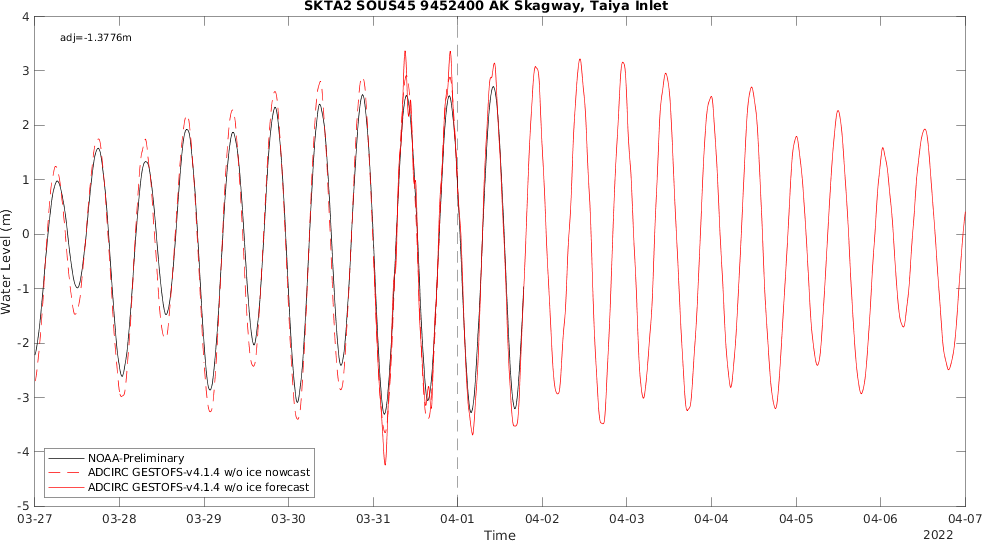 SKTA2 SOUS45 9452400 AK Skagway, Taiya Inlet
adj=-1.3776m
4
3
2
1
0
-1
-2
-3
-4
-5
Water Level (m)
NOAA-Preliminary
ADCIRC GESTOFS-v4.1.4 w/o ice nowcast
ADCIRC GESTOFS-v4.1.4 w/o ice forecast
03-27 03-28 03-29 03-30 03-31 04-01 04-02 04-03 04-04 04-05 04-06 04-07
Time
2022